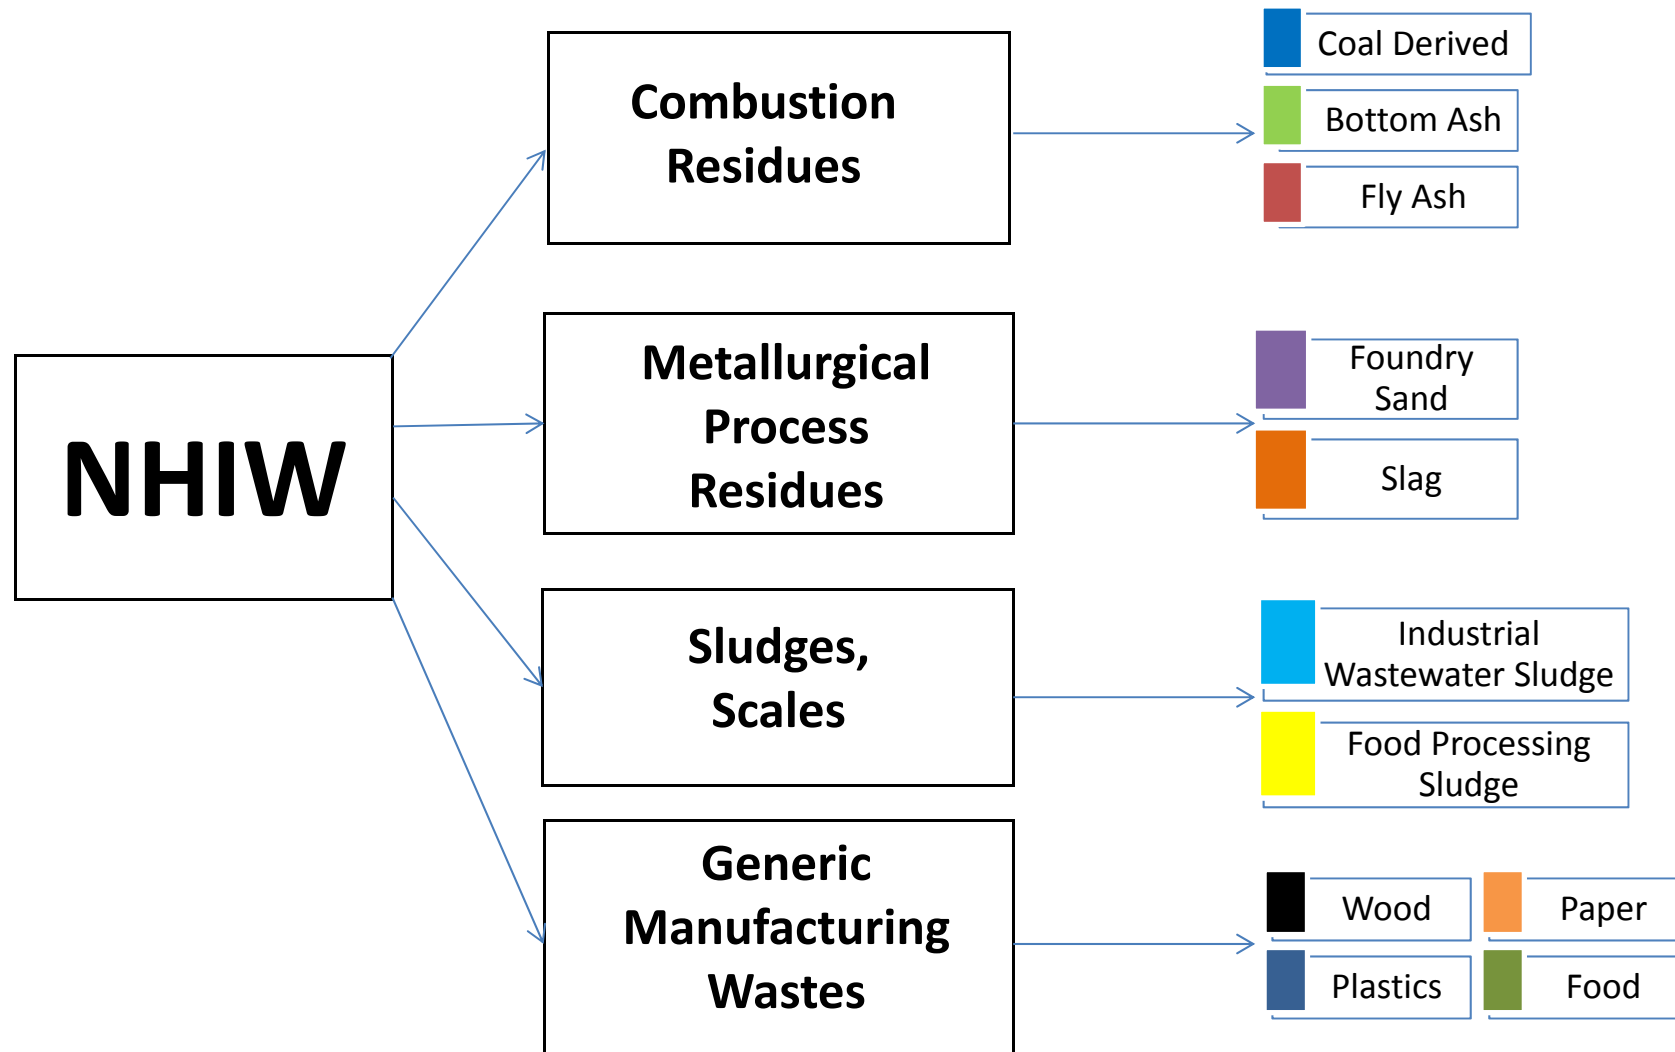 NHIW
Combustion
Residues
Coal Derived
Bottom Ash
Fly Ash
Metallurgical
Process
Residues
Foundry
Sand
Slag
Sludges,
Scales
Industrial
Wastewater Sludge
Food Processing
Sludge
Generic
Manufacturing
Wastes
Wood
Paper
Plastics
Food